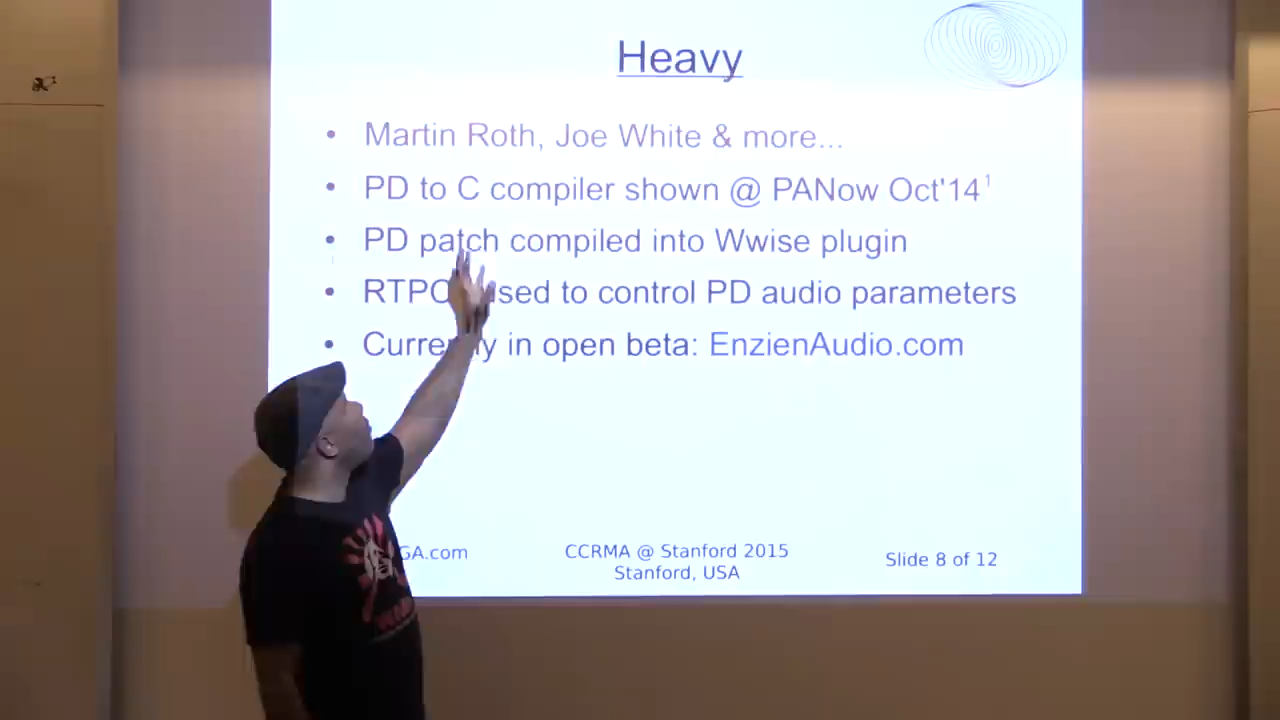 Heavy
• Martin Roth, Joe White & more...
• PD to C compiler shown @ PANow Oct'14¹
• PD patch compiled into Wwise plugin
• used to control PD audio parameters
• in open beta: EnzienAudio.com
GA.com
CCRMA @ Stanford 2015
Stanford, USA
Slide 8 of 12